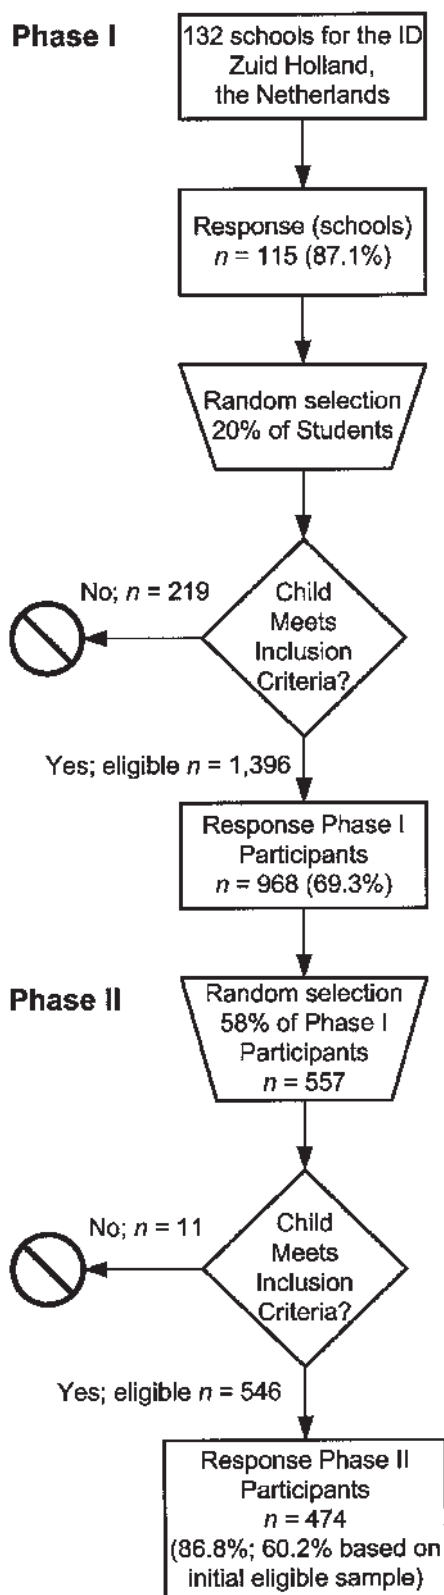 Phase I
132 schools for the ID
Zuid Holland,
the Netherlands
Response (schools)
n = 115 (87.1%)
Random selection
20% of Students
Child
Meets
Inclusion
Criteria?
No; n = 219
Yes; eligible n = 1,396
Response Phase I
Participants
n = 968 (69.3%)
Phase II
Random selection
58% of Phase I
Participants
n = 557
Child
Meets
Inclusion
Criteria?
No; n = 11
Yes; eligible n = 546
Response Phase II
Participants
n = 474
(86.8%; 60.2% based on
initial eligible sample)